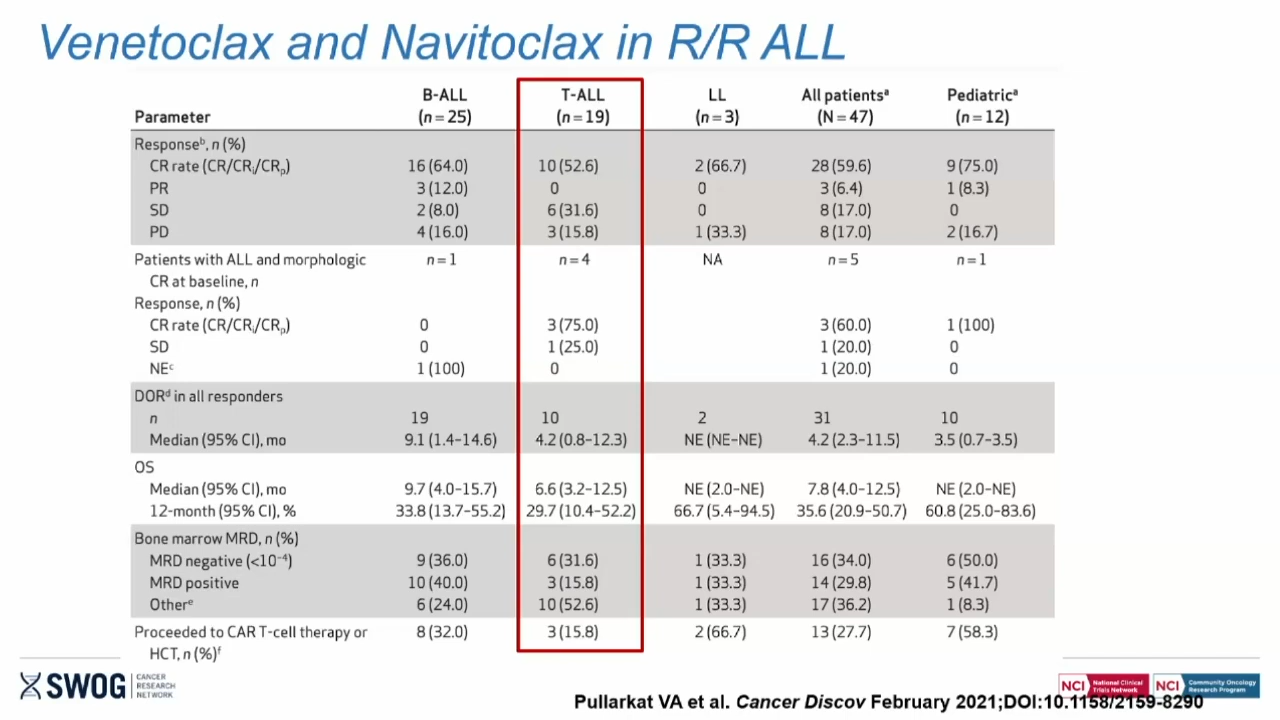 Venetoclax and Navitoclax in R/R ALL
Parameter B-ALL (n=25) T-ALL (n=19) LL (n=3) All patientsᵃ (N=47) Pediatricᵃ (n=12)
Responseᵇ, n (%)
CR rate (CR/CRᵢ/CRₚ) 16 (64.0) 10 (52.6) 2 (66.7) 28 (59.6) 9 (75.0)
PR 3 (12.0) 0 0 3 (6.4) 1 (8.3)
SD 2 (8.0) 6 (31.6) 0 8 (17.0) 0
PD 4 (16.0) 3 (15.8) 1 (33.3) 8 (17.0) 2 (16.7)
Patients with ALL and morphologic n=1 n=4 NA n=5 n=1
CR at baseline, n
Response, n (%)
CR rate (CR/CRᵢ/CRₚ) 0 3 (75.0) 3 (60.0) 1 (100)
SD 0 1 (25.0) 1 (20.0) 0
NEᶜ 1 (100) 0 1 (20.0) 0
DORᵈ in all responders
n 19 10 2 31 10
Median (95% CI), mo 9.1 (1.4–14.6) 4.2 (0.8–12.3) NE (NE–NE) 4.2 (2.3–11.5) 3.5 (0.7–3.5)
OS
Median (95% CI), mo 9.7 (4.0–15.7) 6.6 (3.2–12.5) NE (2.0–NE) 7.8 (4.0–12.5) NE (2.0–NE)
12-month (95% CI), % 33.8 (13.7–55.2) 29.7 (10.4–52.2) 66.7 (5.4–94.5) 35.6 (20.9–50.7) 60.8 (25.0–83.6)
Bone marrow MRD, n (%)
MRD negative (<10⁻⁴) 9 (36.0) 6 (31.6) 1 (33.3) 16 (34.0) 6 (50.0)
MRD positive 10 (40.0) 3 (15.8) 1 (33.3) 14 (29.8) 5 (41.7)
Otherᵉ 6 (24.0) 10 (52.6) 1 (33.3) 17 (36.2) 1 (8.3)
Proceeded to CAR T-cell therapy or 8 (32.0) 3 (15.8) 2 (66.7) 13 (27.7) 7 (58.3)
HCT, n (%)ᶠ
SWOG CANCER RESEARCH NETWORK
NCI National Clinical Trials Network
NCI Community Oncology Research Program
Pullarkat VA et al. Cancer Discov February 2021;DOI:10.1158/2159-8290